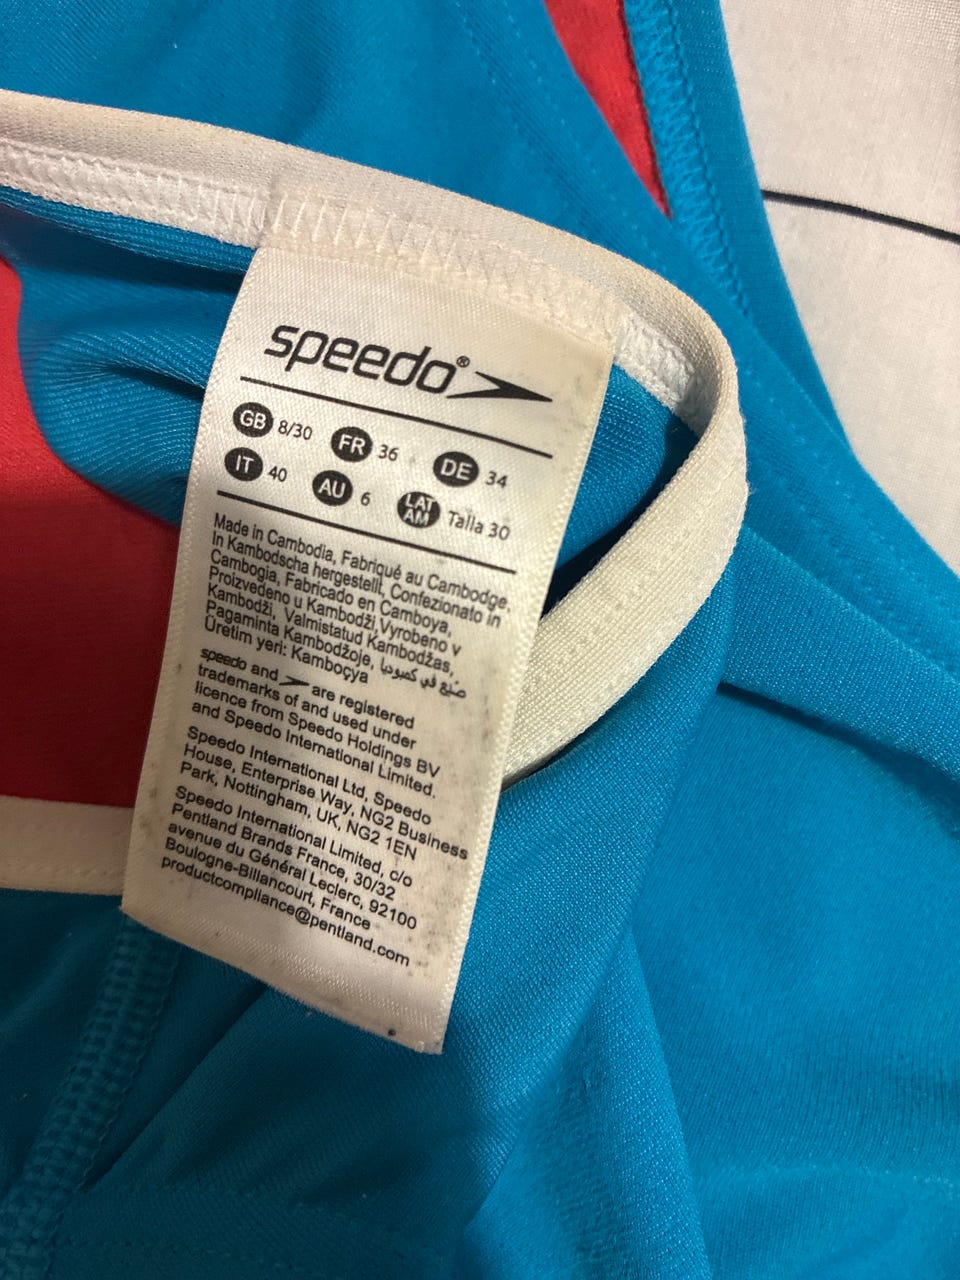 speedo®
GB 8/30 FR 36 DE 34
IT 40 AU 6 LAT AM Talla 30
Made in Cambodia, Fabriqué au Cambodge,
In Kambodscha hergestellt, Confezionato in
Cambogia, Fabricado en Camboya,
Proizvedeno u Kambodži,Vyrobeno v
Kambodži, Valmistatud Kambodžas,
Pagaminta Kambodžoje, صنع في كمبوديا
Üretim yeri: Kamboçya
speedo and are registered
trademarks of and used under
licence from Speedo Holdings BV
and Speedo International Limited.
Speedo International Ltd, Speedo
House, Enterprise Way, NG2 Business
Park, Nottingham, UK, NG2 1EN
Speedo International Limited, c/o
Pentland Brands France, 30/32
avenue du Général Leclerc, 92100
Boulogne-Billancourt, France
productcompliance@pentland.com